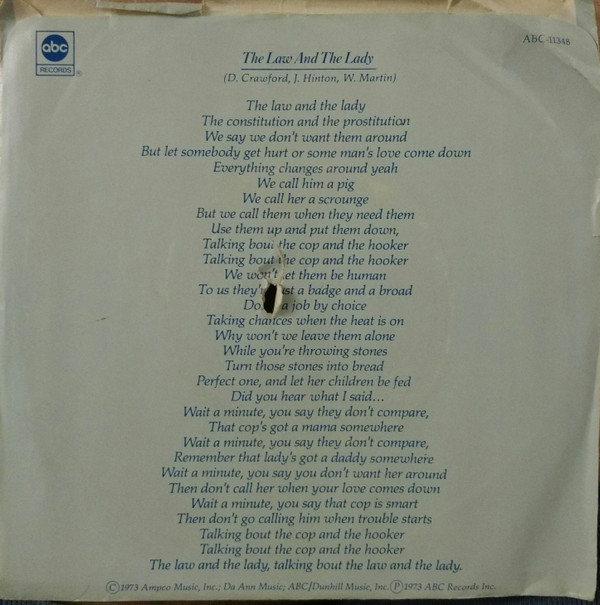 abc
RECORDS ®
ABC-11348
The Law And The Lady
(D. Crawford, J. Hinton, W. Martin)
The law and the lady
The constitution and the prostitution
We say we don't want them around
But let somebody get hurt or some man's love come down
Everything changes around yeah
We call him a pig
We call her a scrounge
But we call them when they need them
Use them up and put them down,
Talking bout the cop and the hooker
Talking bout the cop and the hooker
We won't let them be human
To us they' st a badge and a broad
Do a job by choice
Taking chances when the heat is on
Why won't we leave them alone
While you're throwing stones
Turn those stones into bread
Perfect one, and let her children be fed
Did you hear what I said...
Wait a minute, you say they don't compare,
That cop's got a mama somewhere
Wait a minute, you say they don't compare,
Remember that lady's got a daddy somewhere
Wait a minute, you say you don't want her around
Then don't call her when your love comes down
Wait a minute, you say that cop is smart
Then don't go calling him when trouble starts
Talking bout the cop and the hooker
Talking bout the cop and the hooker
The law and the lady, talking bout the law and the lady.
Ⓒ1973 Ampco Music, Inc.; Da Ann Music; ABC/Dunhill Music, Inc. Ⓟ1973 ABC Records Inc.